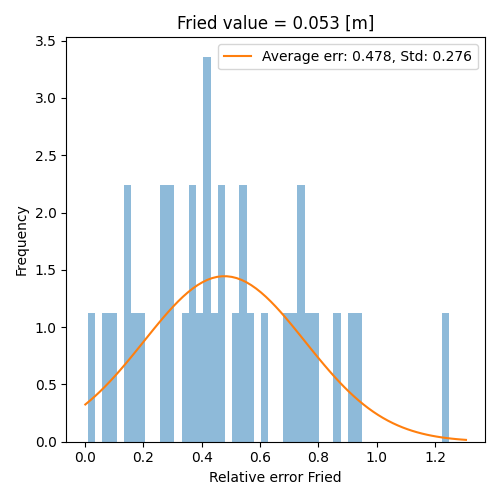 Fried value = 0.053 [m]
Average err: 0.478, Std: 0.276
Frequency
3.5
3.0
2.5
2.0
1.5
1.0
0.5
0.0
0.0 0.2 0.4 0.6 0.8 1.0 1.2
Relative error Fried